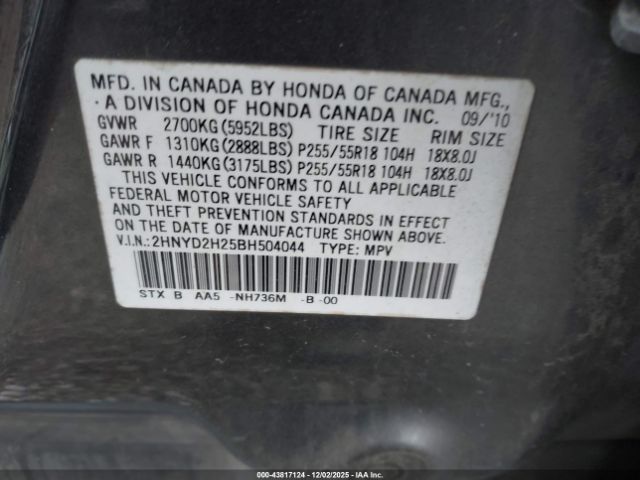 MFD. IN CANADA BY HONDA OF CANADA MFG.,
A DIVISION OF HONDA CANADA INC. 09/'10
GVWR 2700KG(5952LBS) TIRE SIZE RIM SIZE
GAWR F 1310KG(2888LBS) P255/55R18 104H 18X8.0J
GAWR R 1440KG(3175LBS) P255/55R18 104H 18X8.0J
THIS VEHICLE CONFORMS TO ALL APPLICABLE
FEDERAL MOTOR VEHICLE SAFETY
AND THEFT PREVENTION STANDARDS IN EFFECT
ON THE DATE OF MANUFACTURE SHOWN ABOVE.
V.I.N.:2HNYD2H25BH504044 TYPE: MPV
STX B AA5 -NH736M -B -00
000-43817124 - 12/02/2025 - IAA Inc.